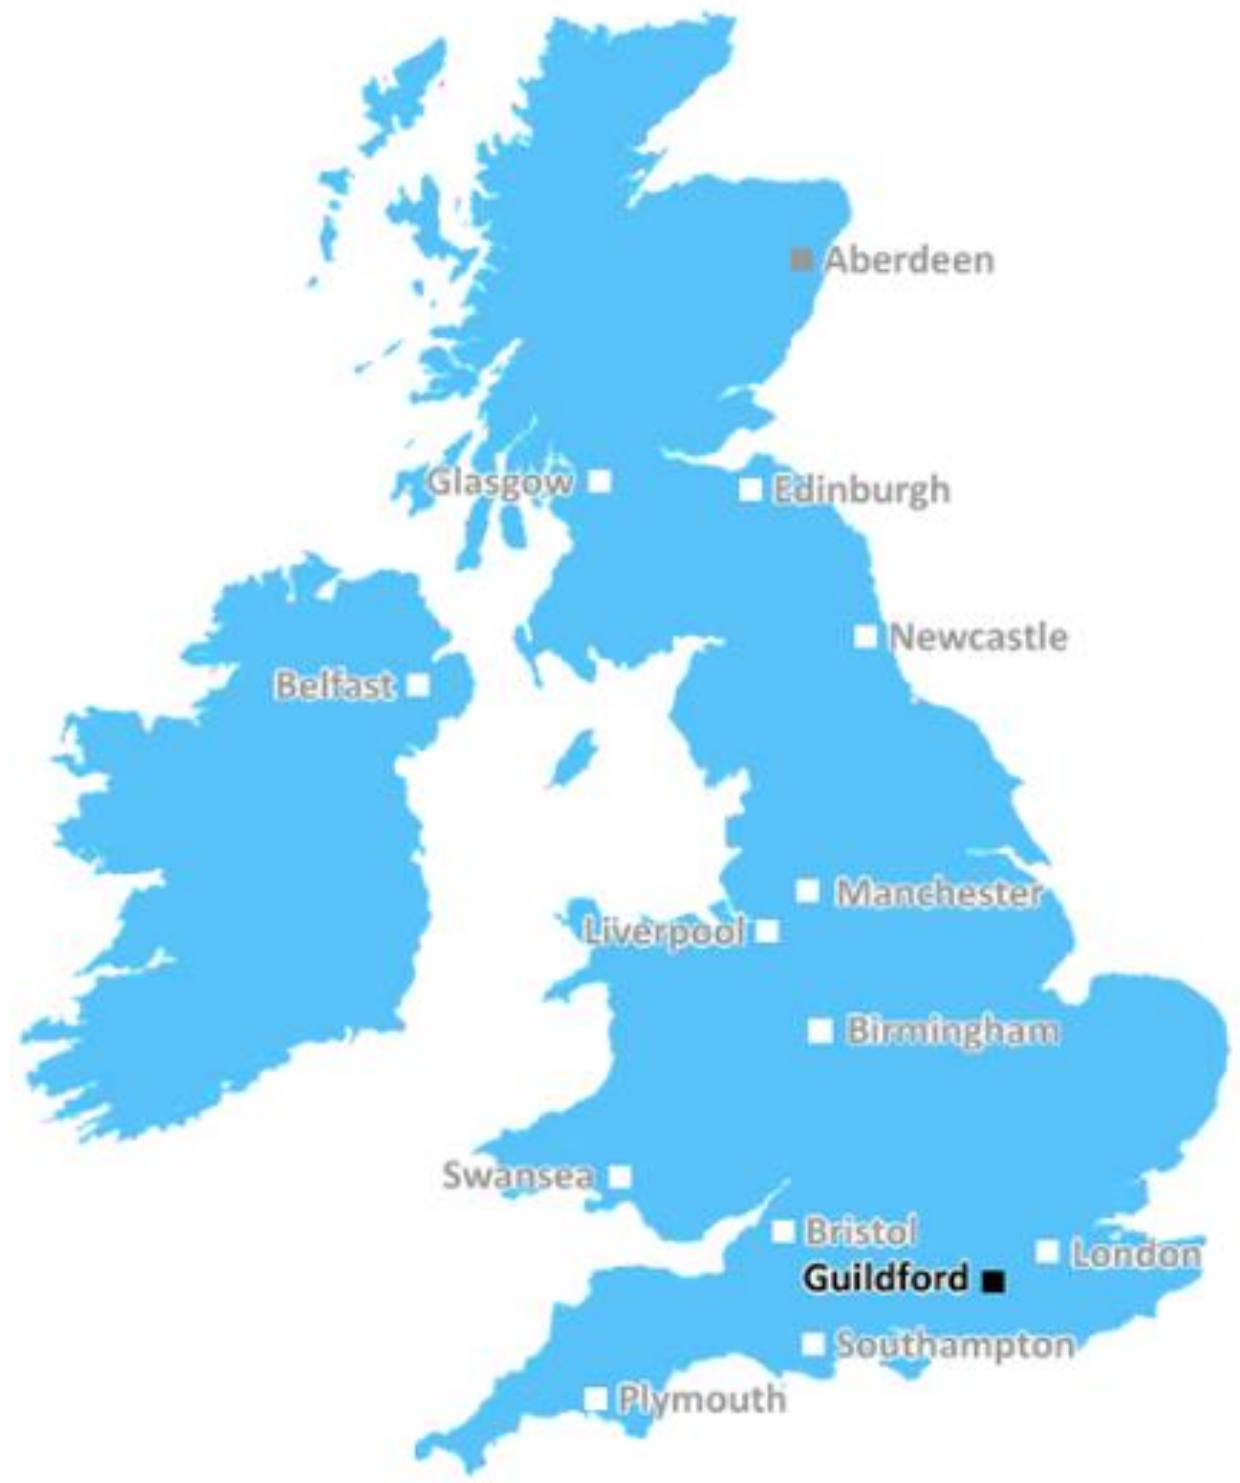 Aberdeen
Glasgow
Edinburgh
Newcastle
Belfast
Manchester
Liverpool
Birmingham
Swansea
Bristol
London
Guildford
Southampton
Plymouth